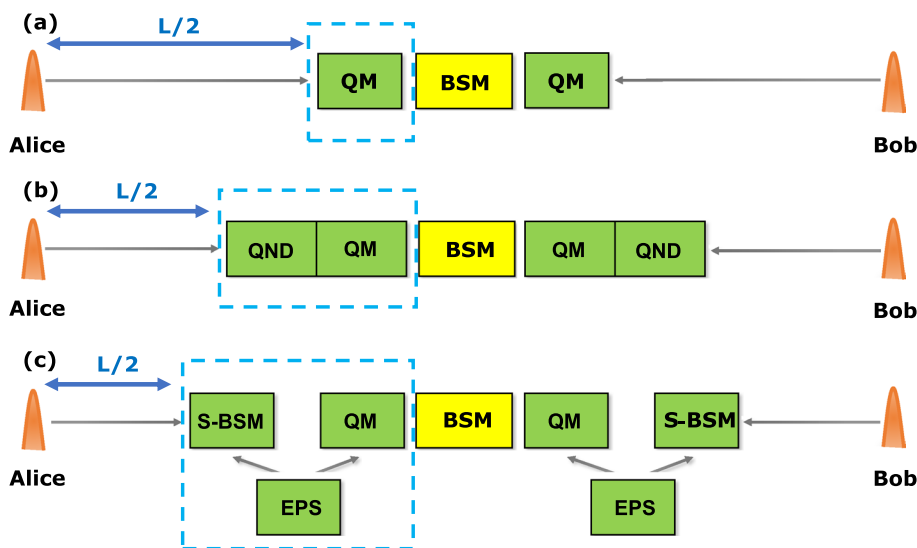 (a)
L/2
QM BSM QM
Alice Bob
(b)
L/2
QND QM BSM QM QND
Alice Bob
(c)
L/2
S-BSM QM BSM QM S-BSM
Alice Bob
EPS EPS